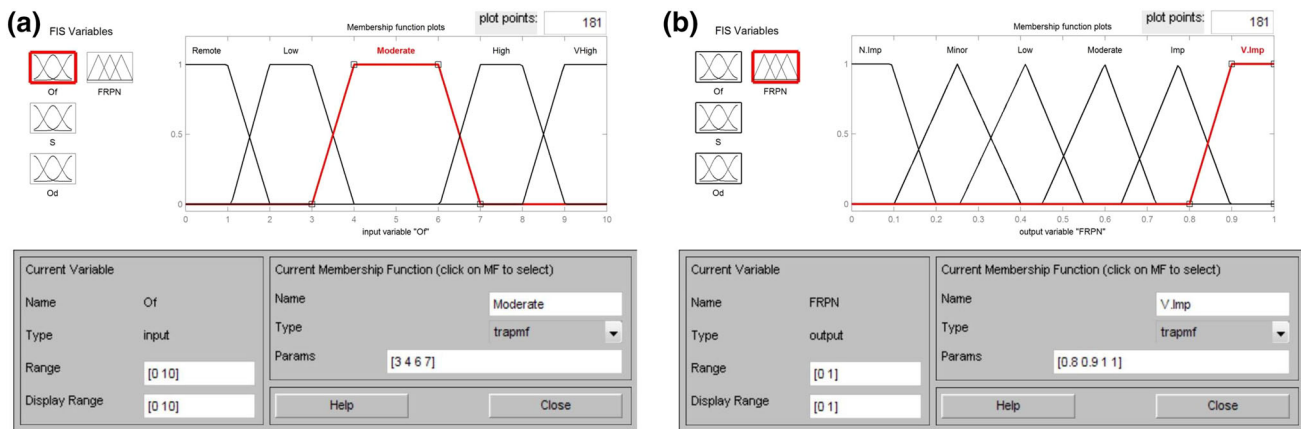 (a)
FIS Variables
Of
FRPN
S
Od
Membership function plots
plot points:
181
Remote
Low
Moderate
High
VHigh
1
0.5
0
0 1 2 3 4 5 6 7 8 9 10
input variable "Of"
Current Variable
Name Of
Type input
Range [0 10]
Display Range [0 10]
Current Membership Function (click on MF to select)
Name Moderate
Type trapmf
Params [3 4 6 7]
Help
Close
(b)
FIS Variables
Of
FRPN
S
Od
Membership function plots
plot points:
181
N.Imp
Minor
Low
Moderate
Imp
V.Imp
1
0.5
0
0 0.1 0.2 0.3 0.4 0.5 0.6 0.7 0.8 0.9 1
output variable "FRPN"
Current Variable
Name FRPN
Type output
Range [0 1]
Display Range [0 1]
Current Membership Function (click on MF to select)
Name V.Imp
Type trapmf
Params [0.8 0.9 1 1]
Help
Close